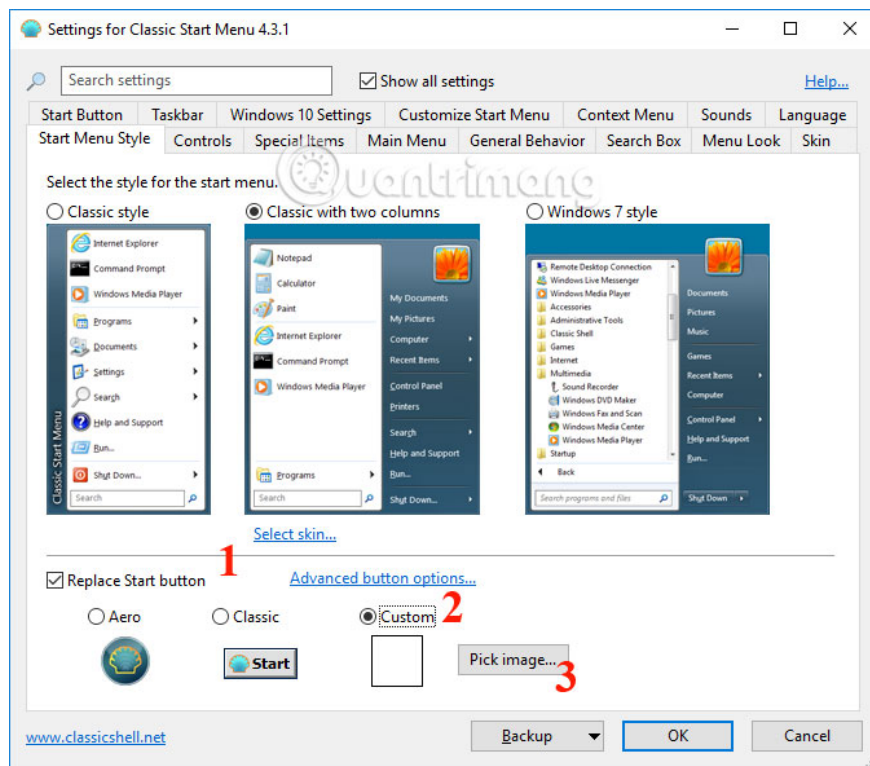 Settings for Classic Start Menu 4.3.1
Search settings
Show all settings
Help...
Start Button Taskbar Windows 10 Settings Customize Start Menu Context Menu Sounds Language
Start Menu Style Controls Special Items Main Menu General Behavior Search Box Menu Look Skin
Quantrimang
Select the style for the start menu.
Classic style
Classic with two columns
Windows 7 style
Internet Explorer
Command Prompt
Windows Media Player
Programs
Documents
Settings
Search
Help and Support
Run...
Shut Down...
Search
Classic Start Menu
Notepad
Calculator
Paint
Internet Explorer
Command Prompt
Windows Media Player
Programs
Search
My Documents
My Pictures
Computer
Recent Items
Control Panel
Printers
Search
Help and Support
Run...
Shut Down...
Remote Desktop Connection
Windows Live Messenger
Windows Media Player
Accessories
Administrative Tools
Classic Shell
Games
Internet
Multimedia
Sound Recorder
Windows DVD Maker
Windows Fax and Scan
Windows Media Center
Windows Media Player
Startup
Back
Search programs and files
Documents
Pictures
Music
Games
Recent Items
Computer
Control Panel
Help and Support
Run...
Shut Down
Select skin...
1
Replace Start button
Advanced button options...
Aero
Classic
Custom
2
Start
Pick image...
3
www.classicshell.net
Backup
OK
Cancel